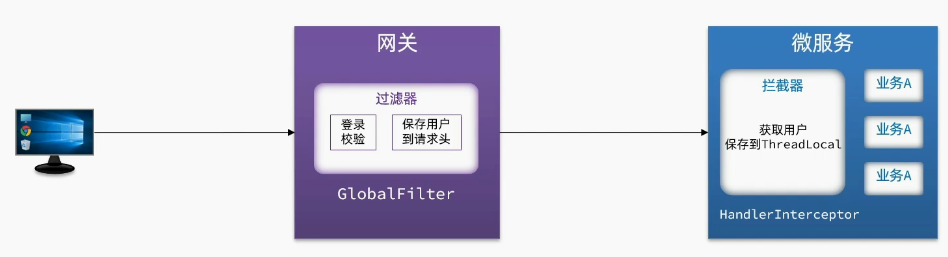 网关
过滤器
登录
校验
保存用户
到请求头
GlobalFilter
微服务
拦截器
获取用户
保存到ThreadLocal
HandlerInterceptor
业务A
业务A
业务A